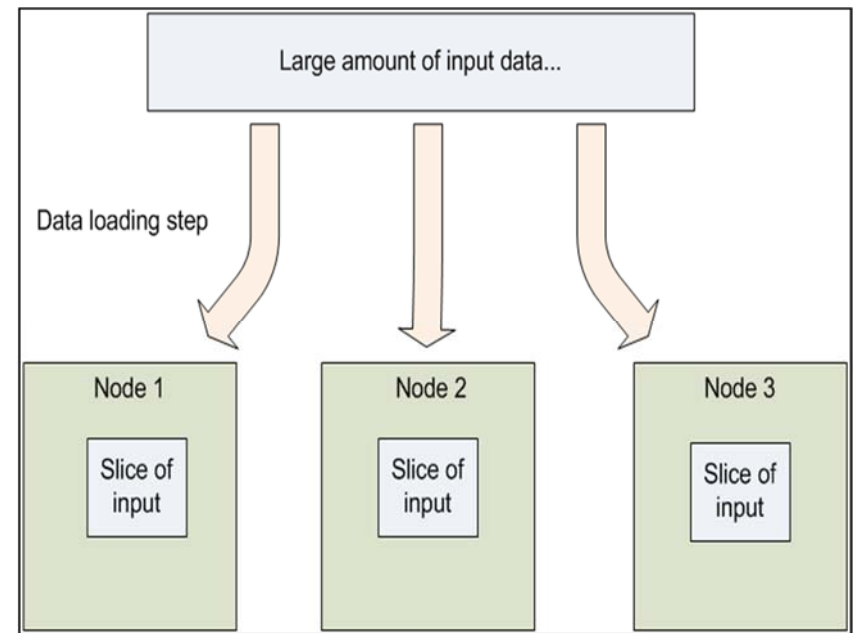 Large amount of input data...
Data loading step
Node 1
Node 2
Node 3
Slice of
input
Slice of
input
Slice of
input